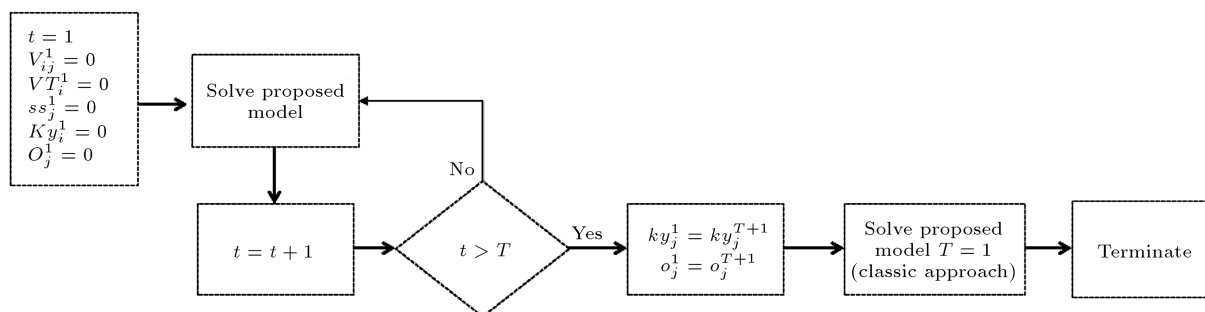 t = 1
V_{ij}^1 = 0
VT_i^1 = 0
ss_j^1 = 0
Ky_i^1 = 0
O_j^1 = 0
Solve proposed
model
t = t + 1
No
t > T
Yes
ky_j^1 = ky_j^{T+1}
o_j^1 = o_j^{T+1}
Solve proposed
model T = 1
(classic approach)
Terminate